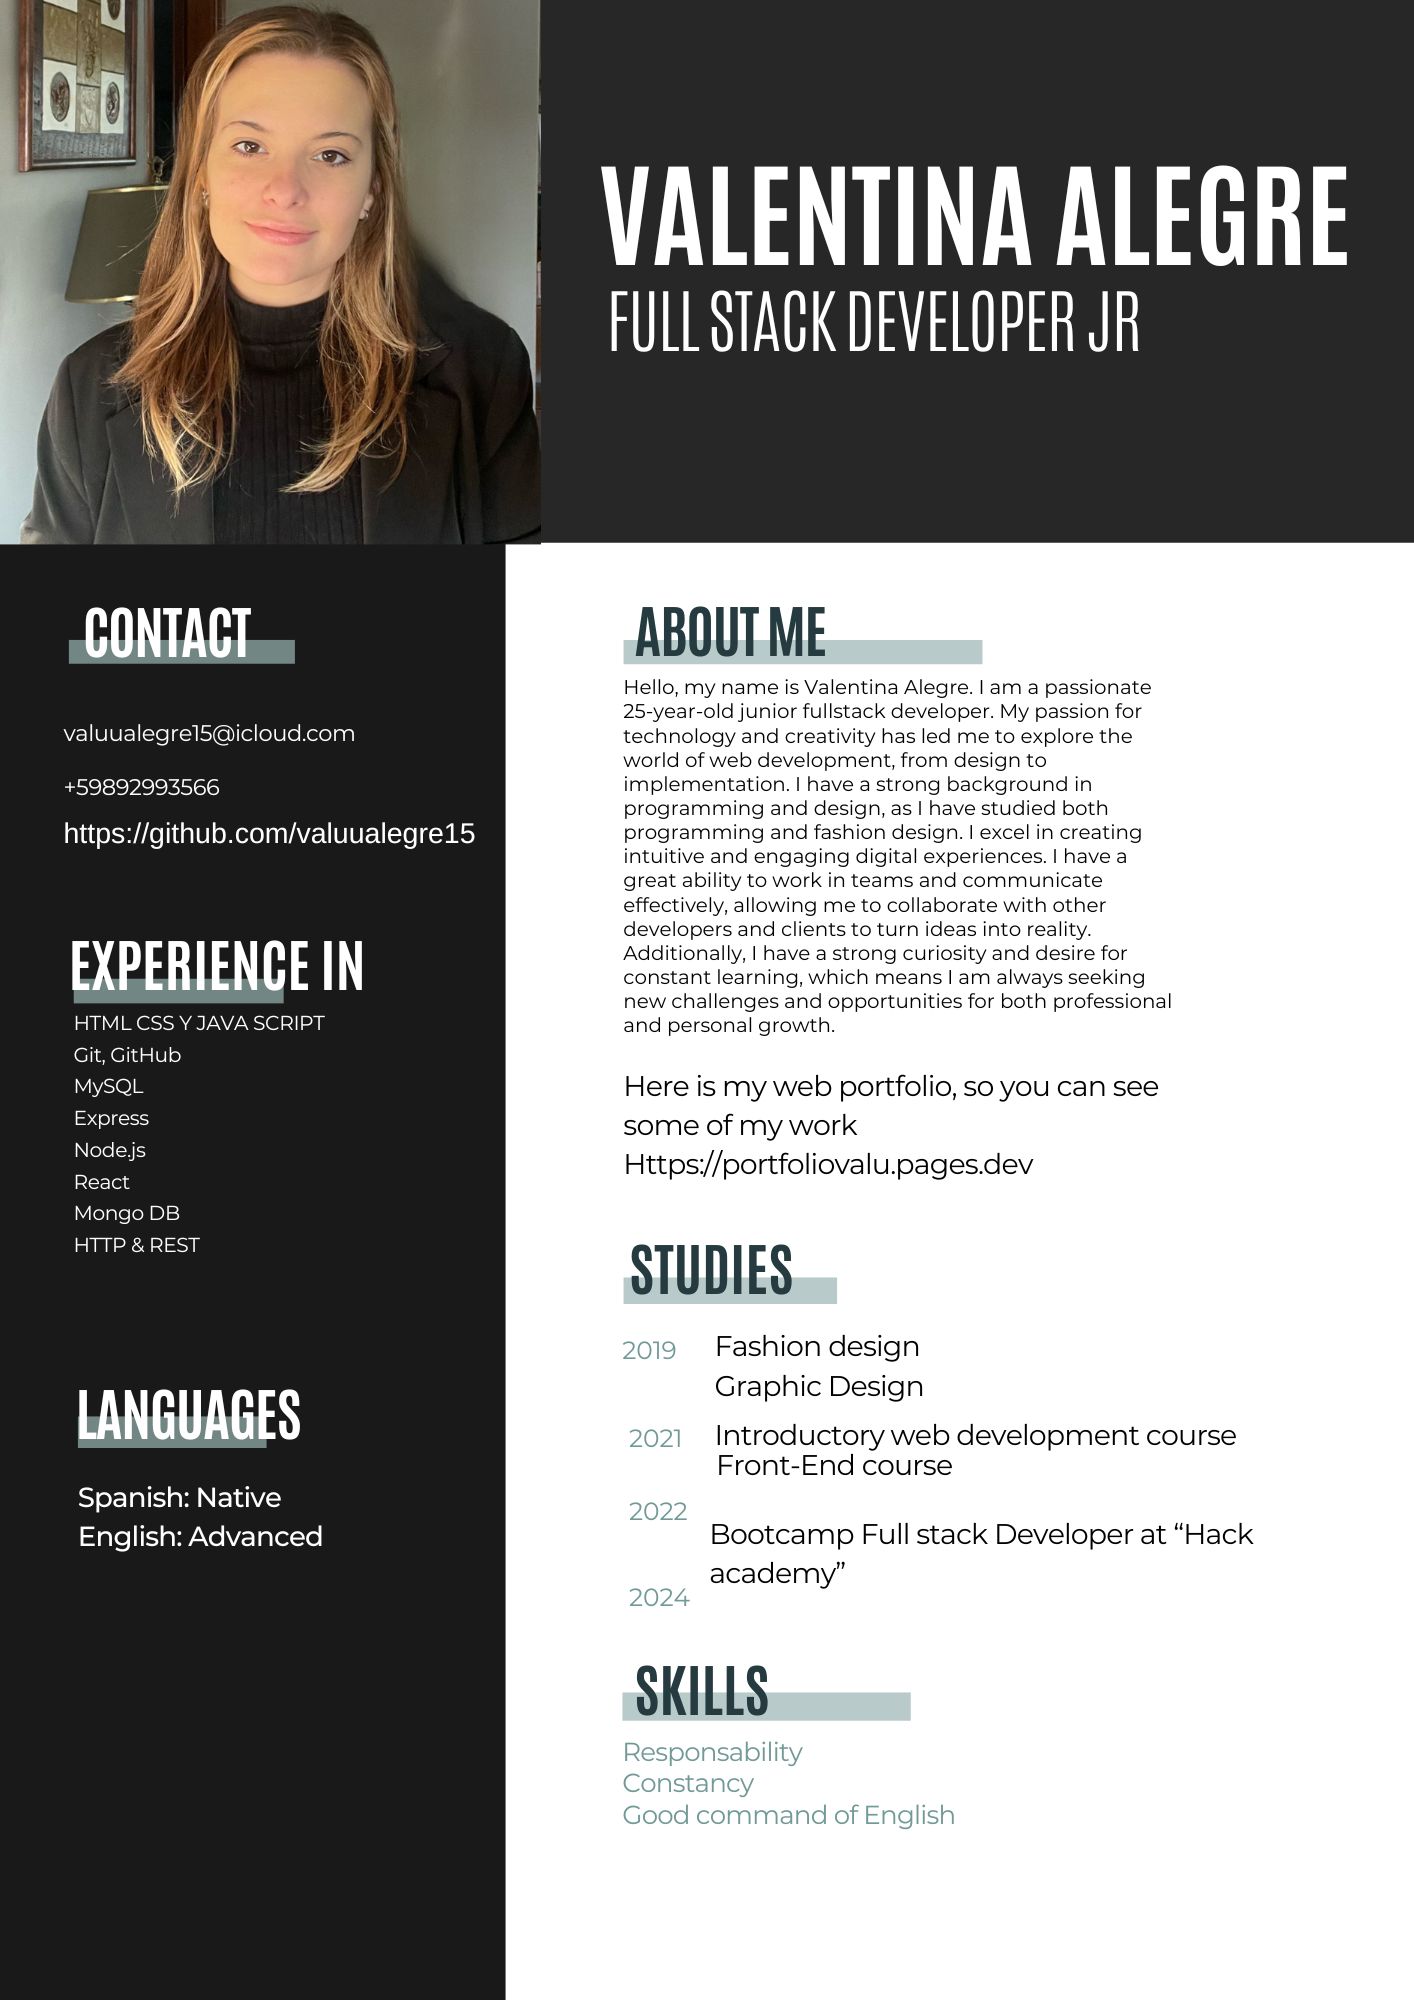 VALENTINA ALEGRE
FULL STACK DEVELOPER JR
CONTACT
valuualegre15@icloud.com
+59892993566
https://github.com/valuualegre15
EXPERIENCE IN
HTML CSS Y JAVA SCRIPT
Git, GitHub
MySQL
Express
Node.js
React
Mongo DB
HTTP & REST
LANGUAGES
Spanish: Native
English: Advanced
ABOUT ME
Hello, my name is Valentina Alegre. I am a passionate
25-year-old junior fullstack developer. My passion for
technology and creativity has led me to explore the
world of web development, from design to
implementation. I have a strong background in
programming and design, as I have studied both
programming and fashion design. I excel in creating
intuitive and engaging digital experiences. I have a
great ability to work in teams and communicate
effectively, allowing me to collaborate with other
developers and clients to turn ideas into reality.
Additionally, I have a strong curiosity and desire for
constant learning, which means I am always seeking
new challenges and opportunities for both professional
and personal growth.
Here is my web portfolio, so you can see
some of my work
Https://portfoliovalu.pages.dev
STUDIES
2019 Fashion design
Graphic Design
2021 Introductory web development course
Front-End course
2022
Bootcamp Full stack Developer at “Hack
academy”
2024
SKILLS
Responsability
Constancy
Good command of English